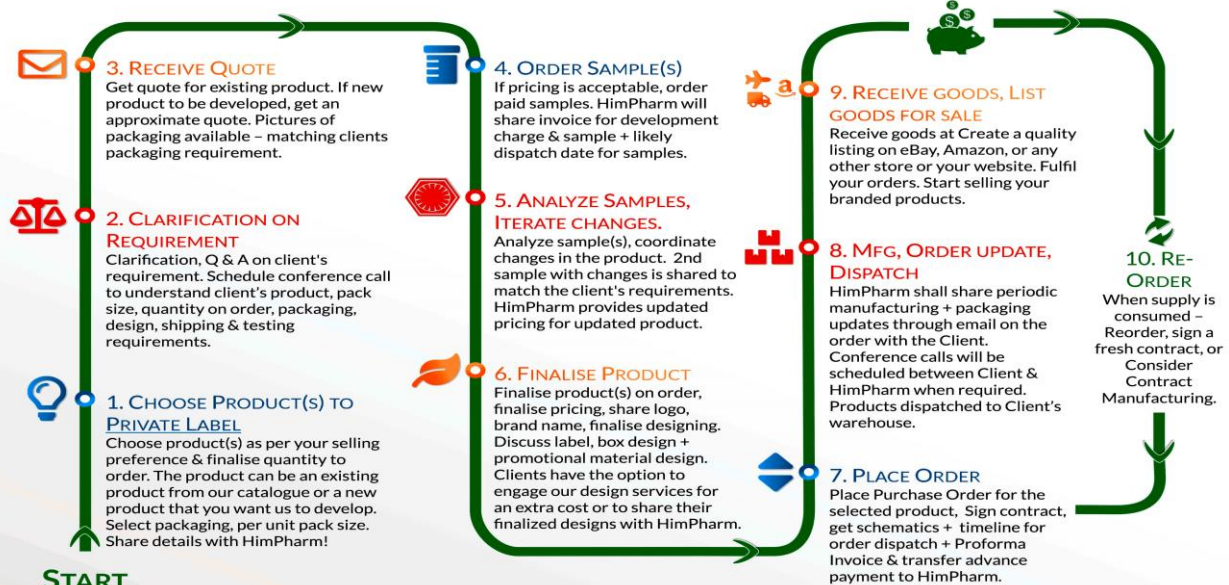 START
1. CHOOSE PRODUCT(S) TO
PRIVATE LABEL
Choose product(s) as per your selling
preference & finalise quantity to
order. The product can be an existing
product from our catalogue or a new
product that you want us to develop.
Select packaging, per unit pack size.
Share details with HimPharm!
2. CLARIFICATION ON
REQUIREMENT
Clarification, Q & A on client's
requirement. Schedule conference call
to understand client's product, pack
size, quantity on order, packaging,
design, shipping & testing
requirements.
3. RECEIVE QUOTE
Get quote for existing product. If new
product to be developed, get an
approximate quote. Pictures of
packaging available – matching clients
packaging requirement.
4. ORDER SAMPLE(S)
If pricing is acceptable, order
paid samples. HimPharm will
share invoice for development
charge & sample + likely
dispatch date for samples.
5. ANALYZE SAMPLES,
ITERATE CHANGES.
Analyze sample(s), coordinate
changes in the product. 2nd
sample with changes is shared to
match the client's requirements.
HimPharm provides updated
pricing for updated product.
6. FINALISE PRODUCT
Finalise product(s) on order,
finalise pricing, share logo,
brand name, finalise designing.
Discuss label, box design +
promotional material design.
Clients have the option to
engage our design services for
an extra cost or to share their
finalized designs with HimPharm.
7. PLACE ORDER
Place Purchase Order for the
selected product, Sign contract,
get schematics + timeline for
order dispatch + Proforma
Invoice & transfer advance
payment to HimPharm.
8. MFG, ORDER UPDATE,
DISPATCH
HimPharm shall share periodic
manufacturing + packaging
updates through email on the
order with the Client.
Conference calls will be
scheduled between Client &
HimPharm when required.
Products dispatched to Client's
warehouse.
a
9. RECEIVE GOODS, LIST
GOODS FOR SALE
Receive goods at Create a quality
listing on eBay, Amazon, or any
other store or your website. Fulfil
your orders. Start selling your
branded products.
$ $ $
10. RE-
ORDER
When supply is
consumed –
Reorder, sign a
fresh contract, or
Consider
Contract
Manufacturing.